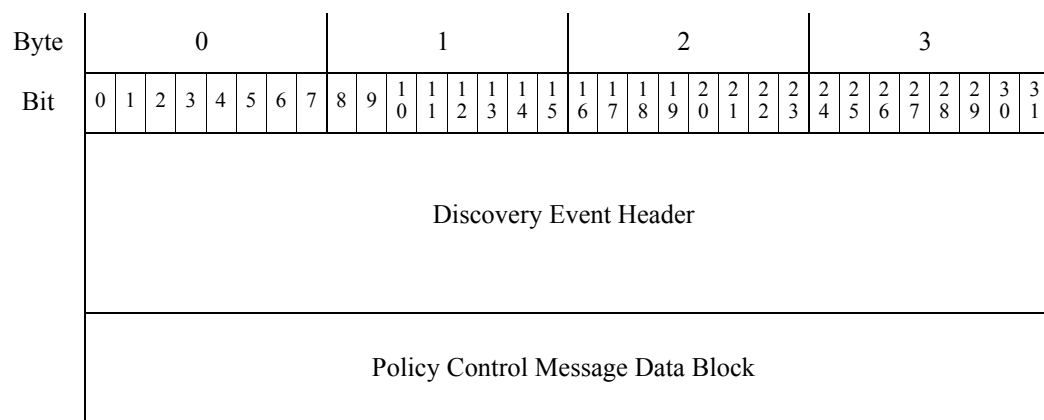 Byte 0 1 2 3
Bit 0 1 2 3 4 5 6 7 8 9 10 11 12 13 14 15 16 17 18 19 20 21 22 23 24 25 26 27 28 29 30 31
Discovery Event Header
Policy Control Message Data Block